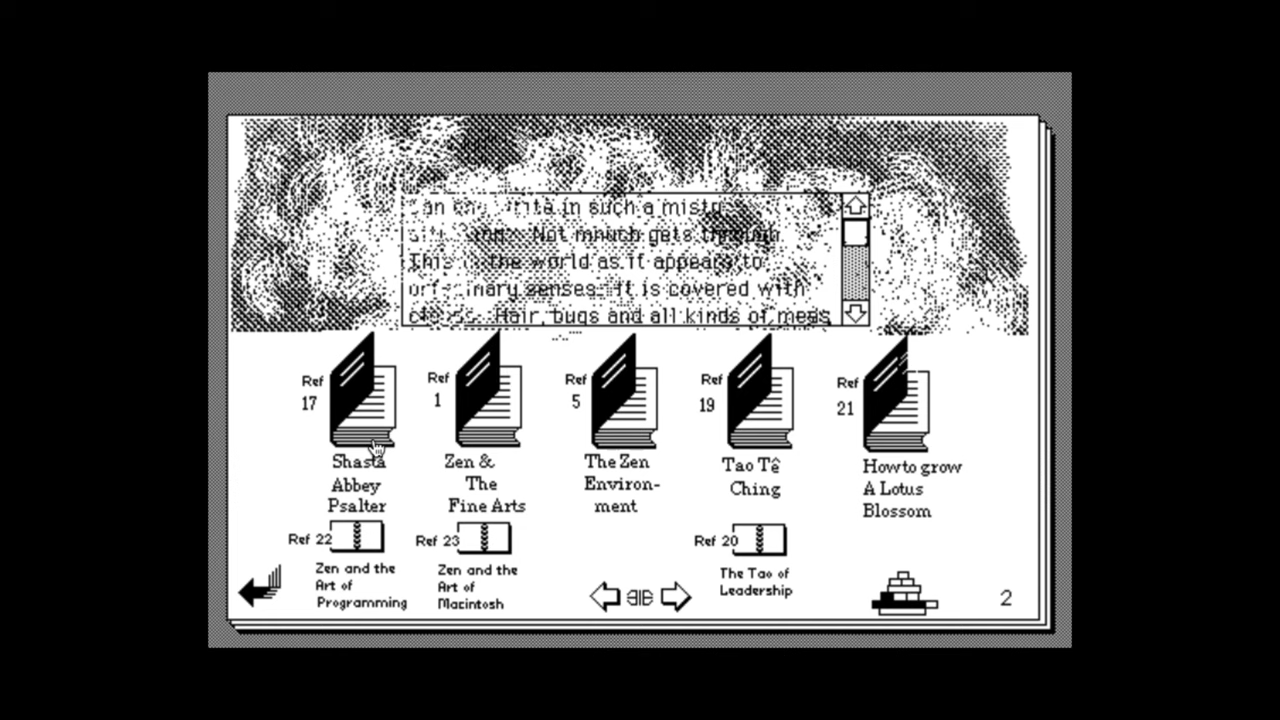 in such a misty
Not mnuch gets through
This is the world as it appears to
nary senses. It is covered with
Hair, bugs and all kinds of mess
Ref
17
Ref
1
Ref
5
Ref
19
Ref
21
Shasta
Abbey
Psalter
Zen &
The
Fine Arts
The Zen
Environ-
ment
Tao Tê
Ching
How to grow
A Lotus
Blossom
Ref 22
Ref 23
Ref 20
Zen and the
Art of
Programming
Zen and the
Art of
Macintosh
The Tao of
Leadership
2